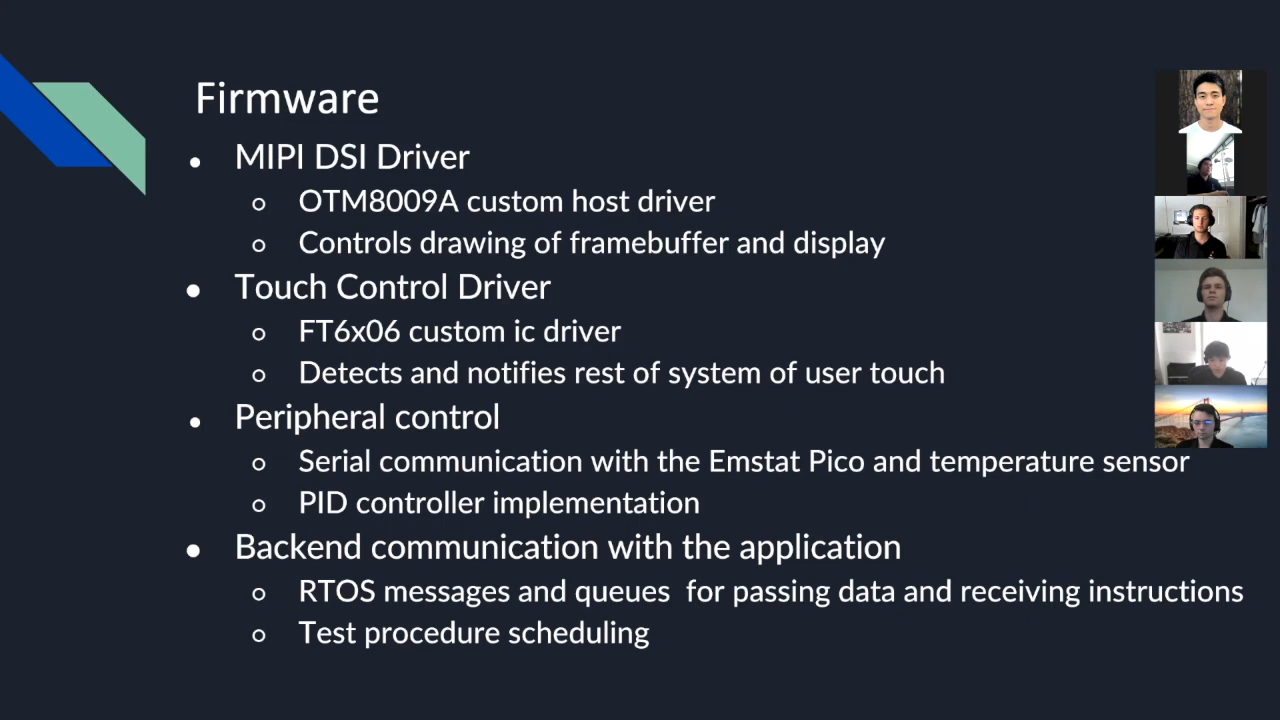 Firmware
● MIPI DSI Driver
○ OTM8009A custom host driver
○ Controls drawing of framebuffer and display
● Touch Control Driver
○ FT6x06 custom ic driver
○ Detects and notifies rest of system of user touch
● Peripheral control
○ Serial communication with the Emstat Pico and temperature sensor
○ PID controller implementation
● Backend communication with the application
○ RTOS messages and queues  for passing data and receiving instructions
○ Test procedure scheduling